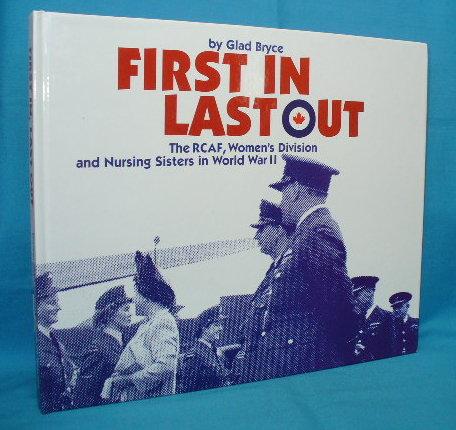 by Glad Bryce
FIRST IN
LAST OUT
The RCAF, Women's Division
and Nursing Sisters in World War II